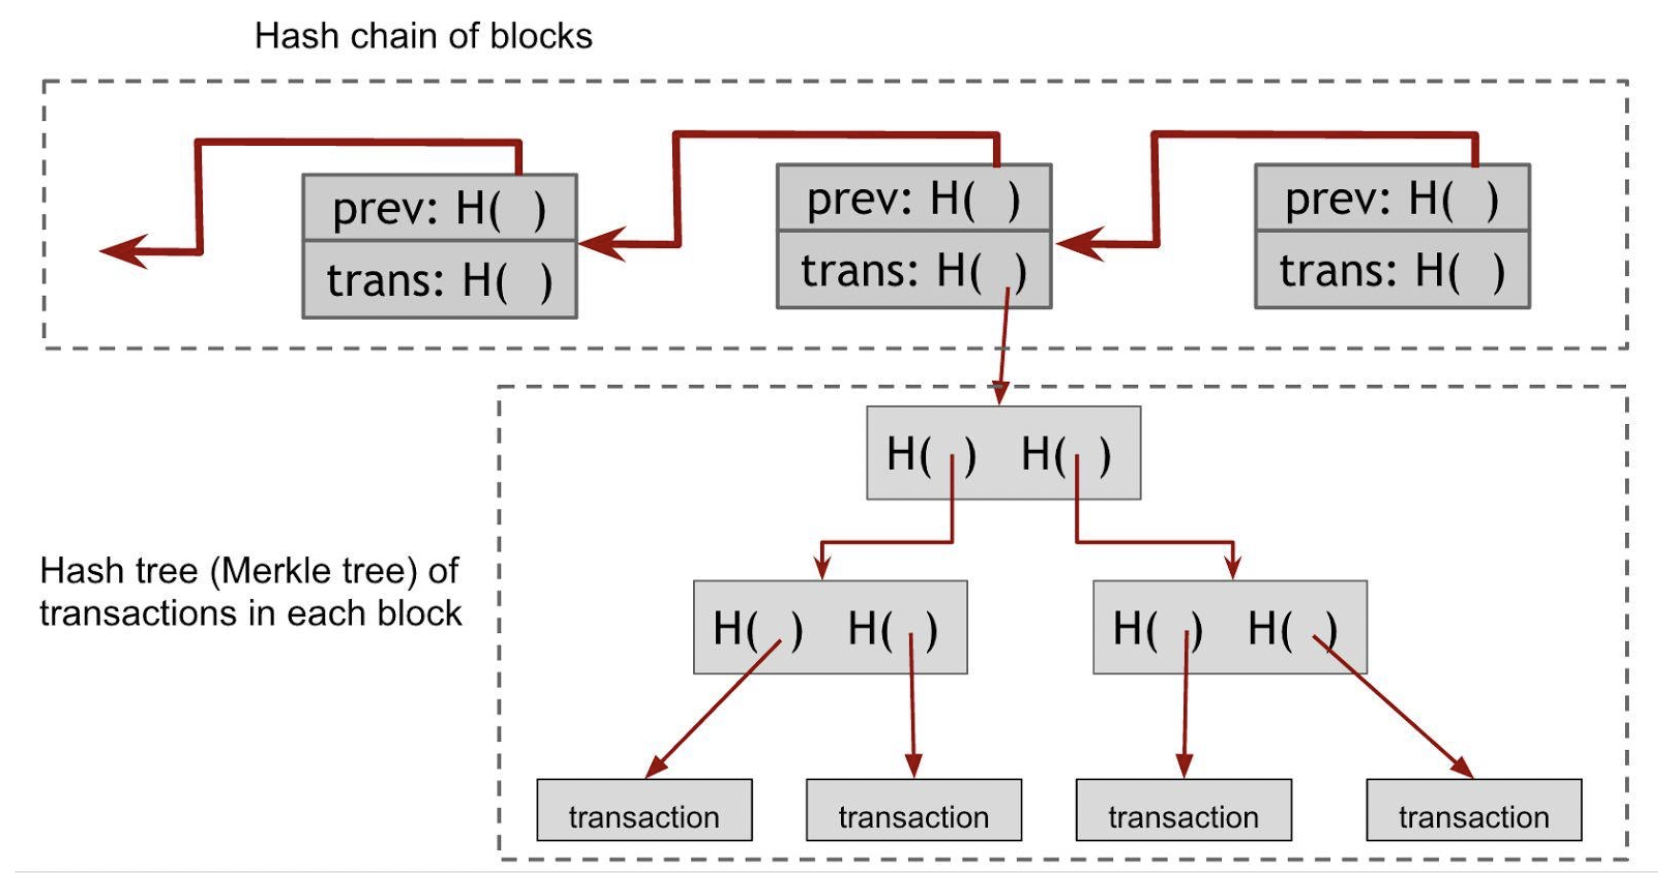 Hash chain of blocks
prev: H( )
trans: H( )
prev: H( )
trans: H( )
prev: H( )
trans: H( )
H( ) H( )
Hash tree (Merkle tree) of
transactions in each block
H( ) H( )
H( ) H( )
transaction
transaction
transaction
transaction